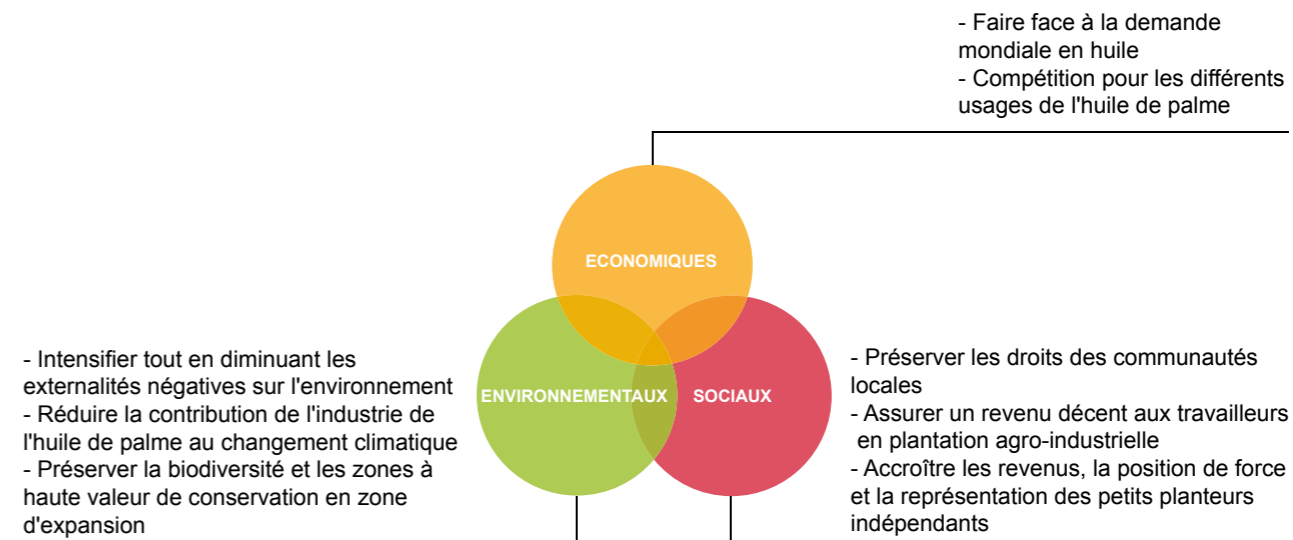 - Faire face à la demande
mondiale en huile
- Compétition pour les différents
usages de l'huile de palme
ECONOMIQUES
- Intensifier tout en diminuant les
externalités négatives sur l'environnement
- Réduire la contribution de l'industrie de
l'huile de palme au changement climatique
- Préserver la biodiversité et les zones à
haute valeur de conservation en zone
d'expansion
ENVIRONNEMENTAUX
SOCIAUX
- Préserver les droits des communautés
locales
- Assurer un revenu décent aux travailleurs
en plantation agro-industrielle
- Accroître les revenus, la position de force
et la représentation des petits planteurs
indépendants